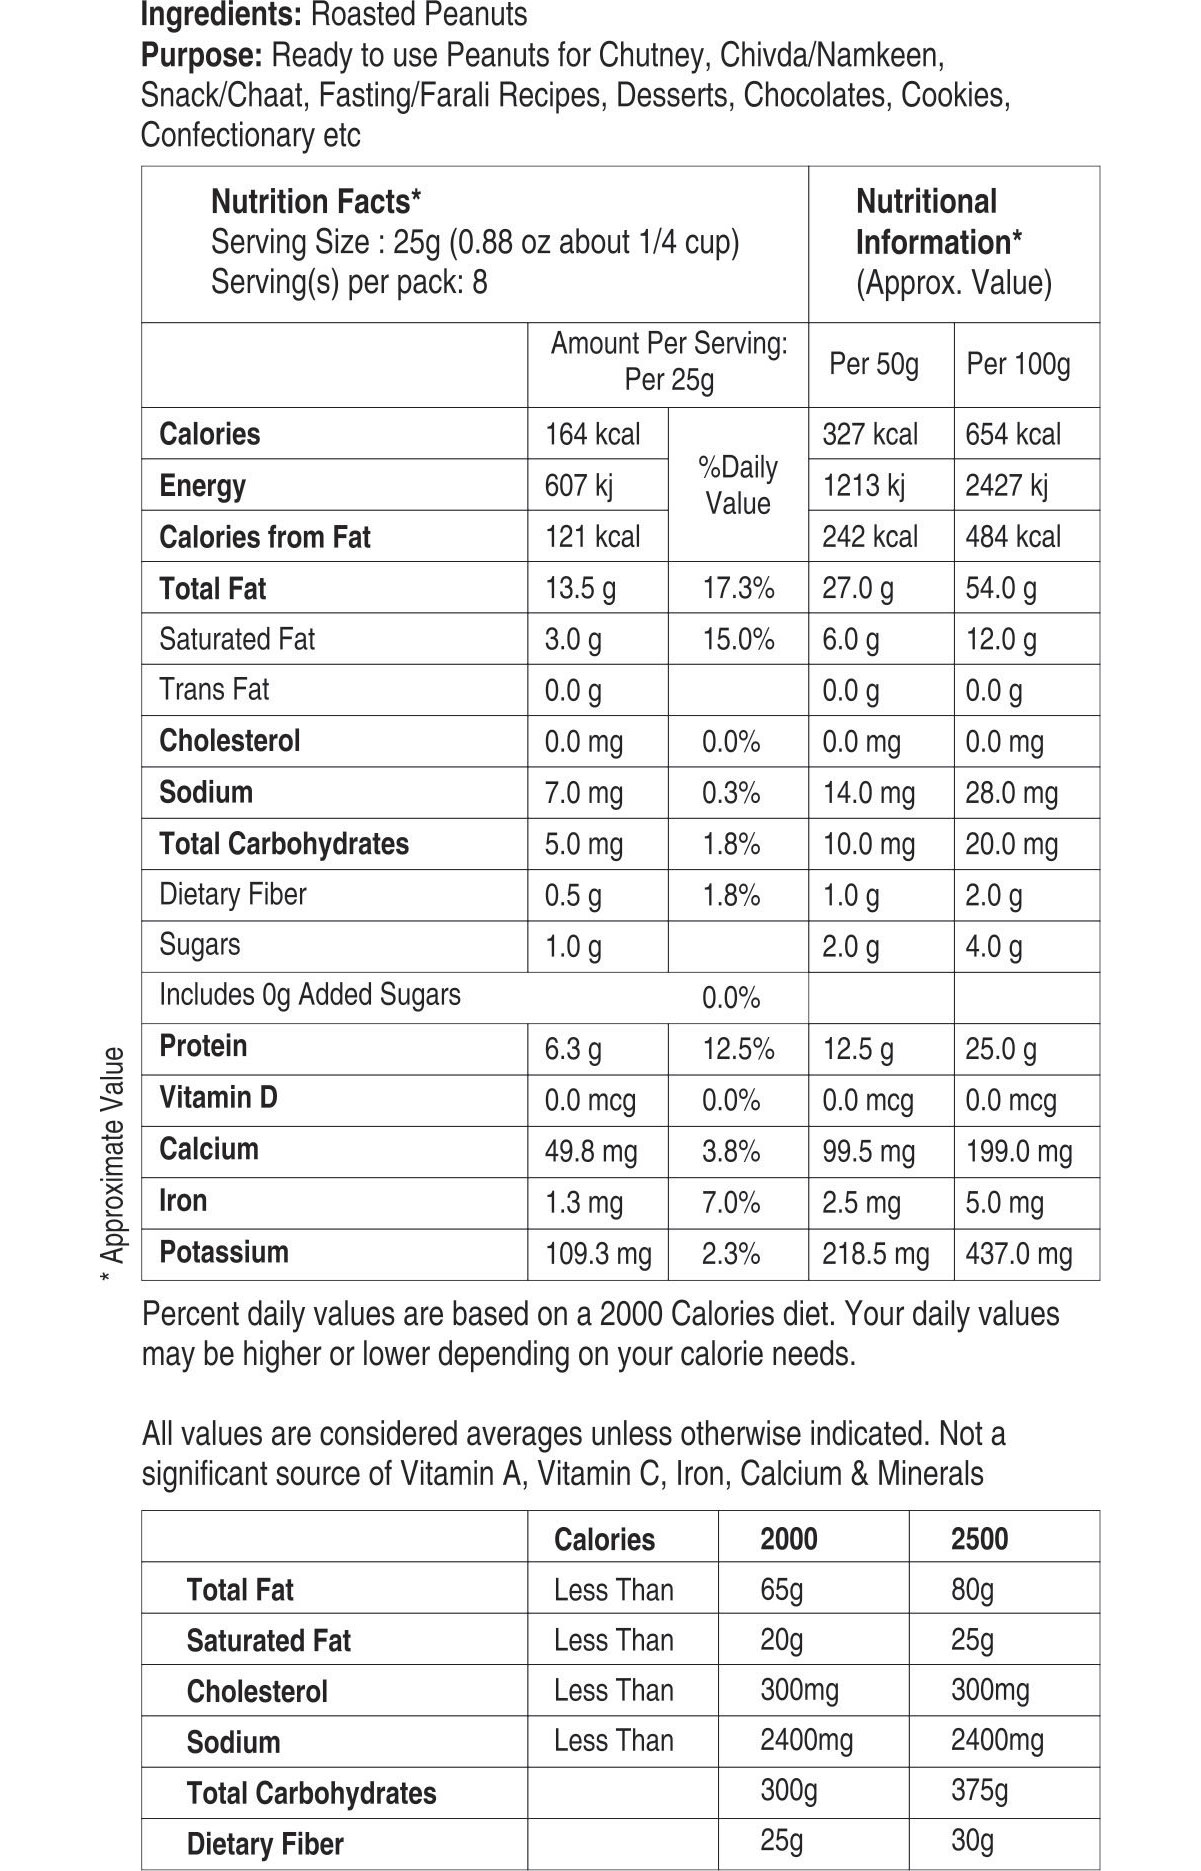 Ingredients: Roasted Peanuts
Purpose: Ready to use Peanuts for Chutney, Chivda/Namkeen,
Snack/Chaat, Fasting/Farali Recipes, Desserts, Chocolates, Cookies,
Confectionary etc
Nutrition Facts*
Serving Size : 25g (0.88 oz about 1/4 cup)
Serving(s) per pack: 8
Nutritional
Information*
(Approx. Value)
Amount Per Serving:
Per 25g
Per 50g Per 100g
%Daily
Value
Calories 164 kcal 327 kcal 654 kcal
Energy 607 kj 1213 kj 2427 kj
Calories from Fat 121 kcal 242 kcal 484 kcal
Total Fat 13.5 g 17.3% 27.0 g 54.0 g
Saturated Fat 3.0 g 15.0% 6.0 g 12.0 g
Trans Fat 0.0 g 0.0 g 0.0 g
Cholesterol 0.0 mg 0.0% 0.0 mg 0.0 mg
Sodium 7.0 mg 0.3% 14.0 mg 28.0 mg
Total Carbohydrates 5.0 mg 1.8% 10.0 mg 20.0 mg
Dietary Fiber 0.5 g 1.8% 1.0 g 2.0 g
Sugars 1.0 g 2.0 g 4.0 g
Includes 0g Added Sugars 0.0%
Protein 6.3 g 12.5% 12.5 g 25.0 g
Vitamin D 0.0 mcg 0.0% 0.0 mcg 0.0 mcg
Calcium 49.8 mg 3.8% 99.5 mg 199.0 mg
Iron 1.3 mg 7.0% 2.5 mg 5.0 mg
Potassium 109.3 mg 2.3% 218.5 mg 437.0 mg
* Approximate Value
Percent daily values are based on a 2000 Calories diet. Your daily values
may be higher or lower depending on your calorie needs.
All values are considered averages unless otherwise indicated. Not a
significant source of Vitamin A, Vitamin C, Iron, Calcium & Minerals
Calories 2000 2500
Total Fat Less Than 65g 80g
Saturated Fat Less Than 20g 25g
Cholesterol Less Than 300mg 300mg
Sodium Less Than 2400mg 2400mg
Total Carbohydrates 300g 375g
Dietary Fiber 25g 30g